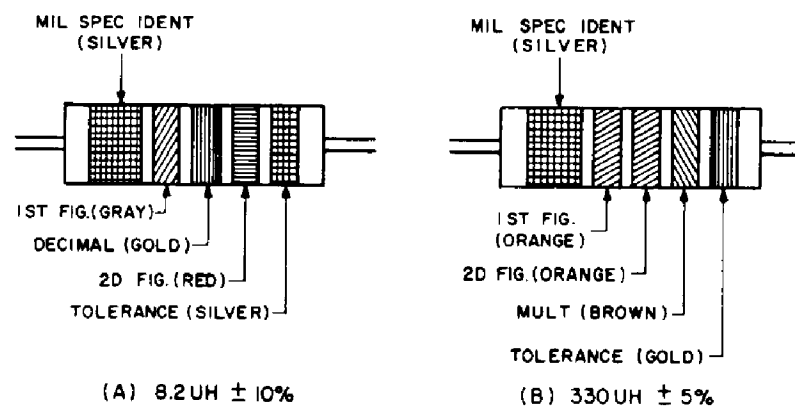 MIL SPEC IDENT
(SILVER)
1ST FIG.(GRAY)
DECIMAL (GOLD)
2D FIG.(RED)
TOLERANCE (SILVER)
(A) 8.2UH ± 10%
MIL SPEC IDENT
(SILVER)
1ST FIG.
(ORANGE)
2D FIG.(ORANGE)
MULT (BROWN)
TOLERANCE (GOLD)
(B) 330UH ± 5%